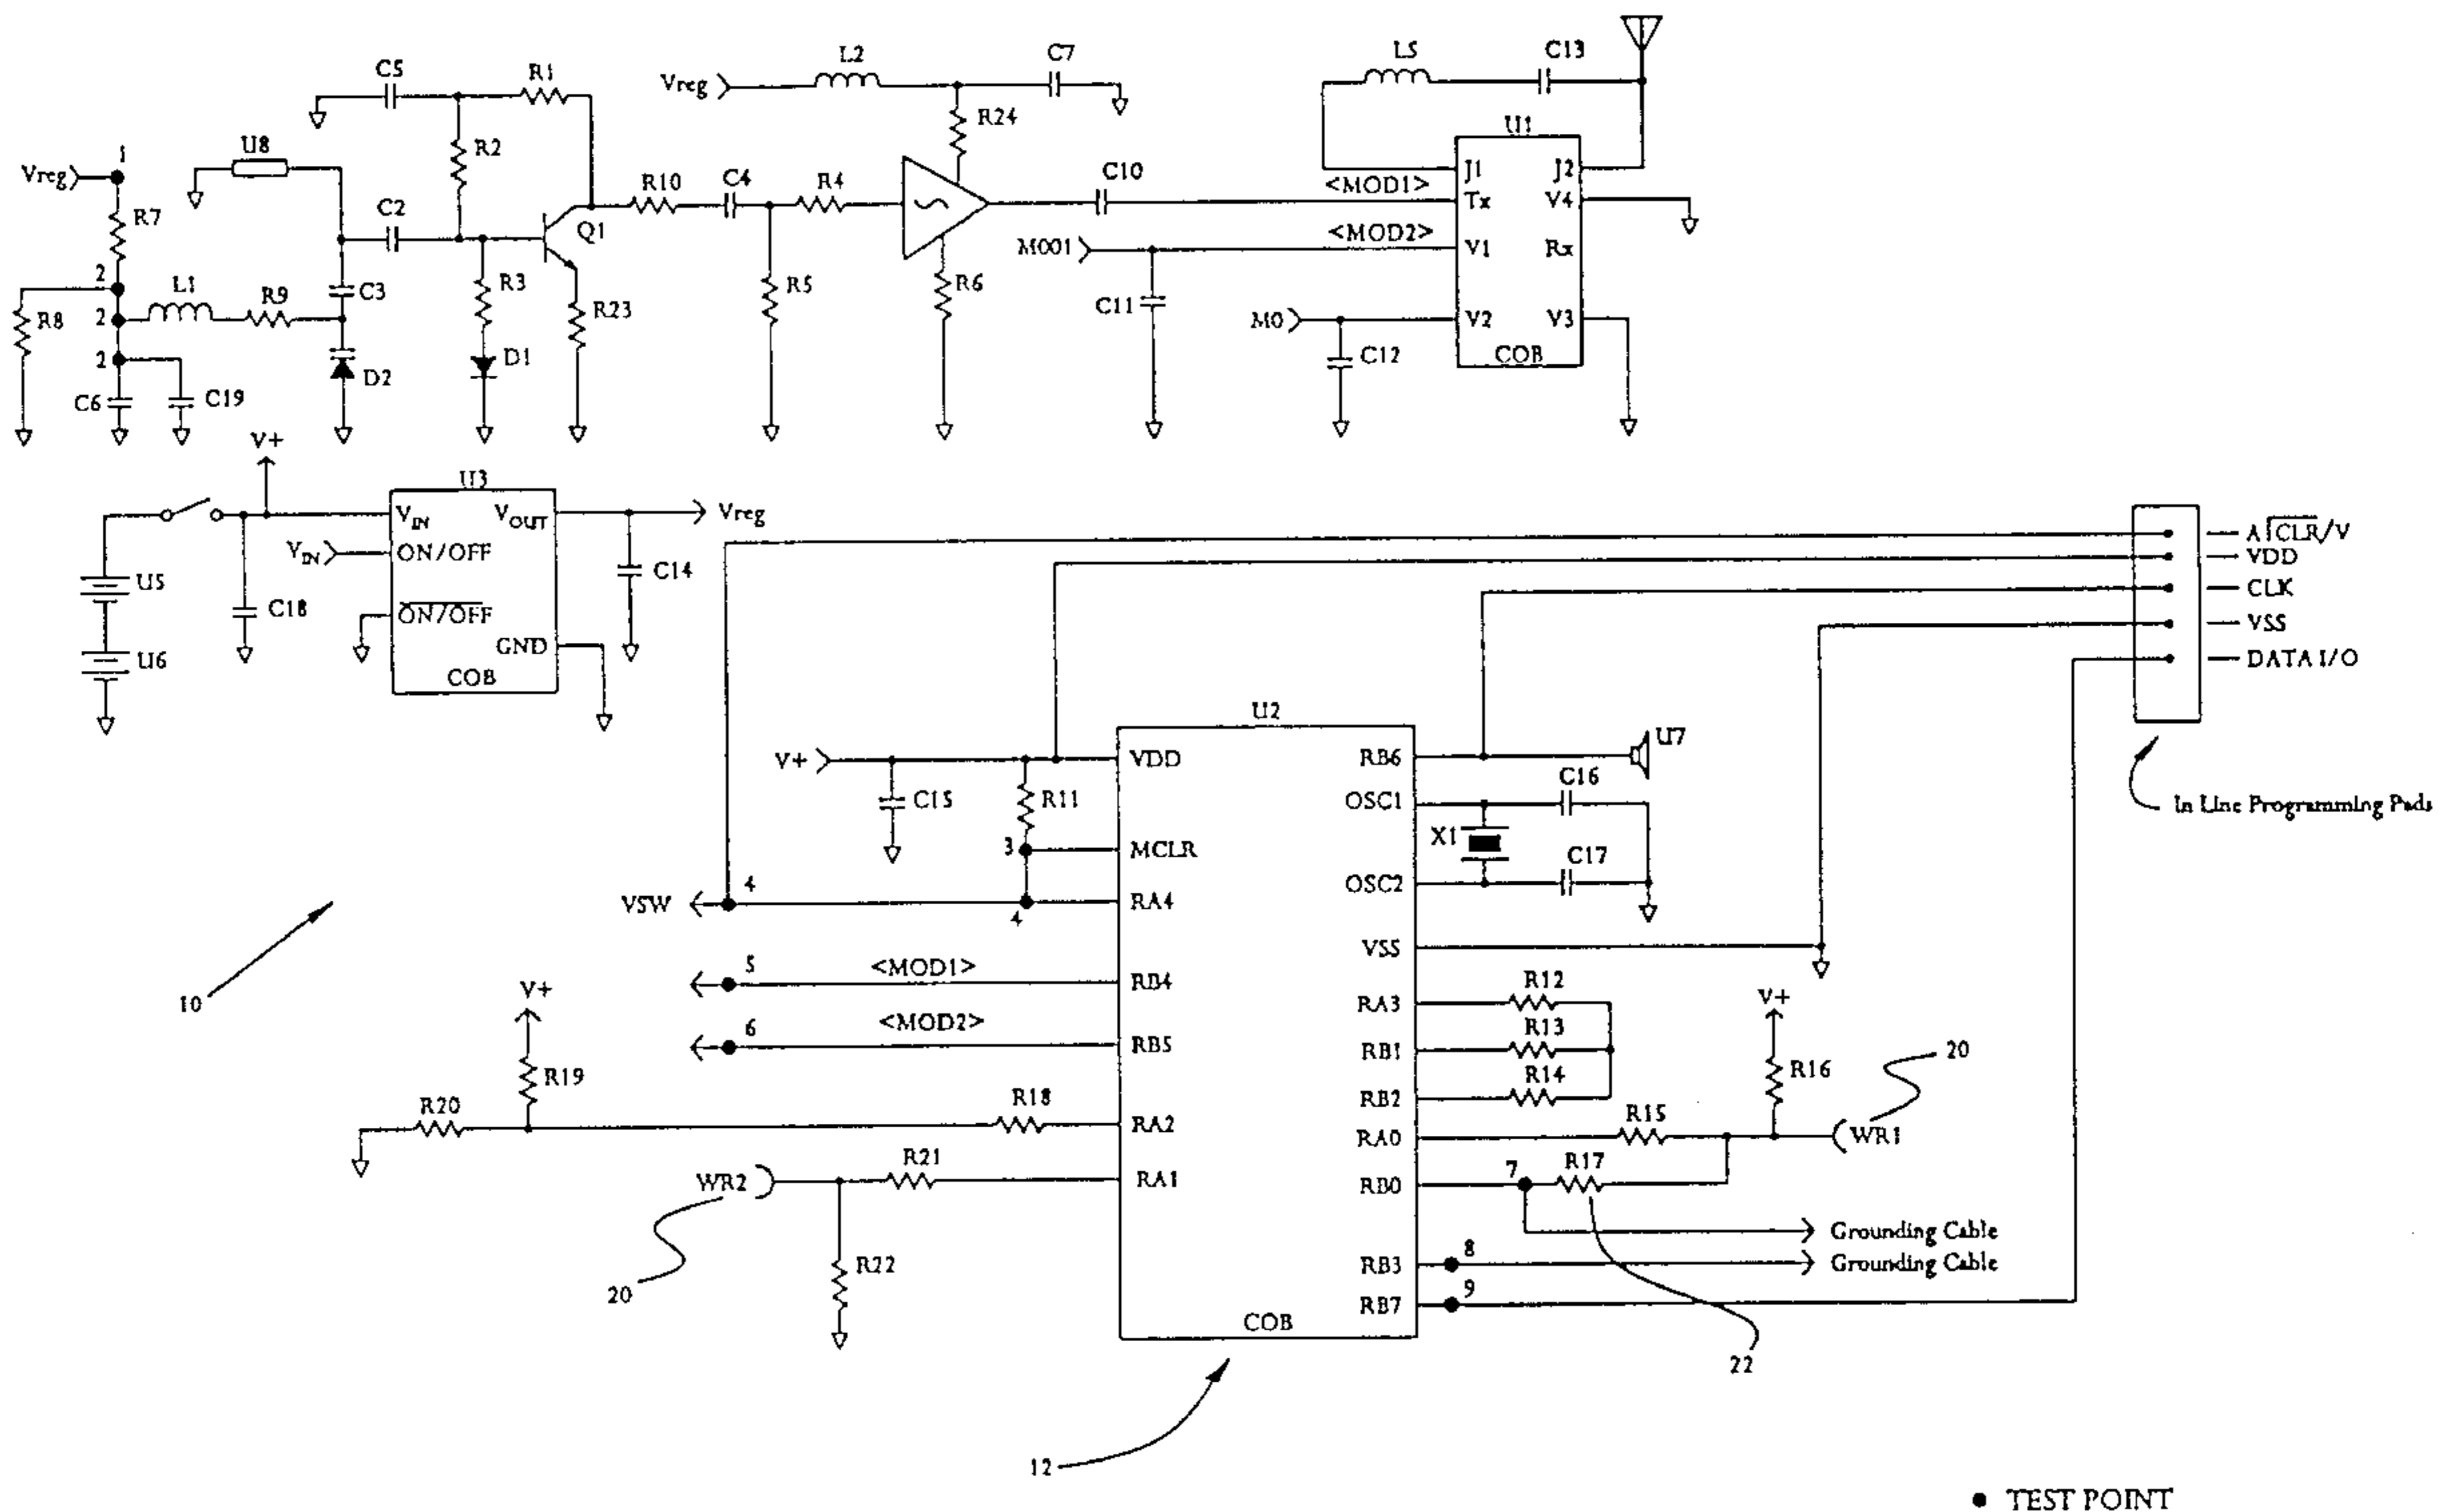 L2
C7
L5
C13
C5
R1
Vreg
R24
U1
1
U8
R2
J1
J2
Vreg
R10
C4
R4
C10
<MOD1>
Tx
V4
R7
C2
Q1
M001
<MOD2>
V1
Rx
2
L1
R9
C3
R3
R5
R6
C11
R8
2
R23
M0
V2
V3
2
D2
D1
C12
COB
C6
C19
V+
U3
VIN
VOUT
Vreg
VIN
ON/OFF
ON/OFF
U5
C18
C14
GND
U6
COB
A CLR/V
VDD
CLK
VSS
DATA I/O
In Line Programming Pads
U2
V+
VDD
RB6
U7
C15
R11
OSC1
C16
3
MCLR
X1
C17
OSC2
4
VSW
4
RA4
VSS
10
5
<MOD1>
RB4
RA3
R12
V+
V+
6
<MOD2>
RB5
RB1
R13
20
R19
RB2
R14
R16
R20
R18
RA2
RA0
R15
WR1
WR2
R21
RA1
RB0
7
R17
Grounding Cable
20
R22
RB3
8
Grounding Cable
RB7
9
COB
22
12
● TEST POINT